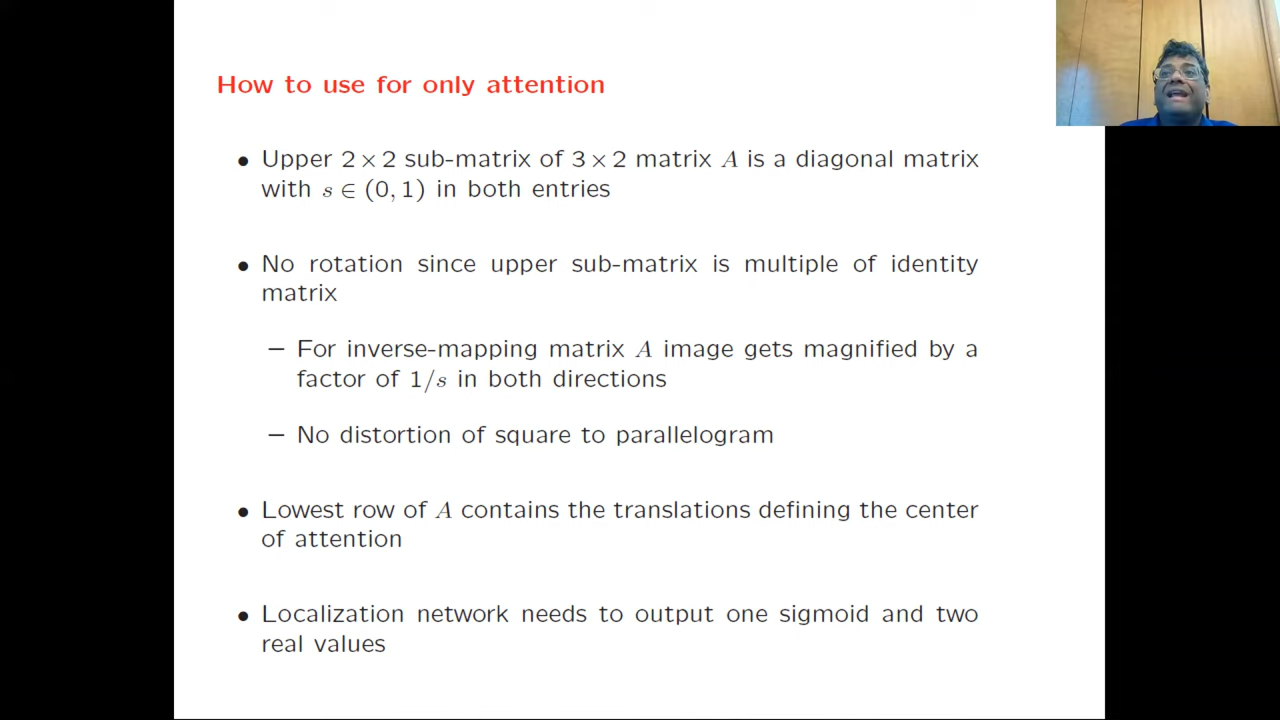 How to use for only attention
• Upper 2 × 2 sub-matrix of 3 × 2 matrix A is a diagonal matrix
with s ∈ (0, 1) in both entries
• No rotation since upper sub-matrix is multiple of identity
matrix
– For inverse-mapping matrix A image gets magnified by a
factor of 1/s in both directions
– No distortion of square to parallelogram
• Lowest row of A contains the translations defining the center
of attention
• Localization network needs to output one sigmoid and two
real values